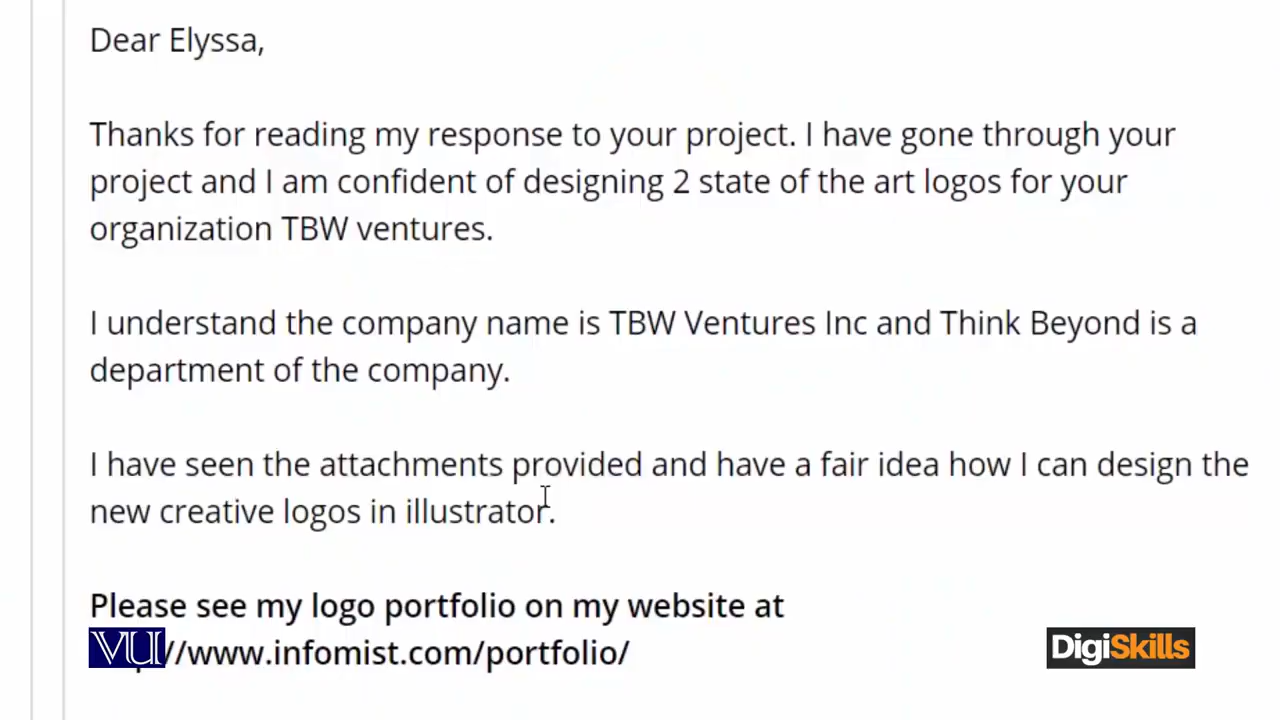 Dear Elyssa,
Thanks for reading my response to your project. I have gone through your
project and I am confident of designing 2 state of the art logos for your
organization TBW ventures.
I understand the company name is TBW Ventures Inc and Think Beyond is a
department of the company.
I have seen the attachments provided and have a fair idea how I can design the
new creative logos in illustrator.
Please see my logo portfolio on my website at
VU //www.infomist.com/portfolio/
DigiSkills